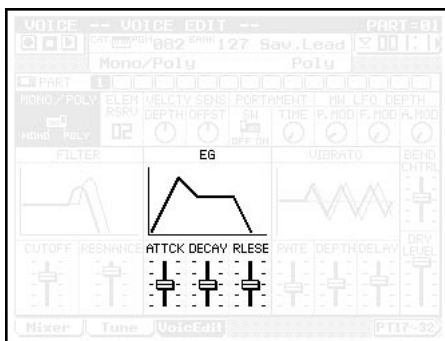 VOICE -- VOICE EDIT -- PART=01
CAT PGM 082 BANK 127 Saw.Lead
Mono/Poly Poly
PART 1
MONO/POLY ELEM VELCTY SENS PORTAMENT MW LFO DEPTH
RSRV DEPTH OFFST SW TIME P.MOD F.MOD A.MOD
MONO POLY 02 OFF ON
FILTER EG VIBRATO BEND
CNTRL
CUTOFF RESNANCE ATTCK DECAY RLESE RATE DEPTH DELAY DRY
LEVEL
Mixer Tune VoicEdit PT17-32